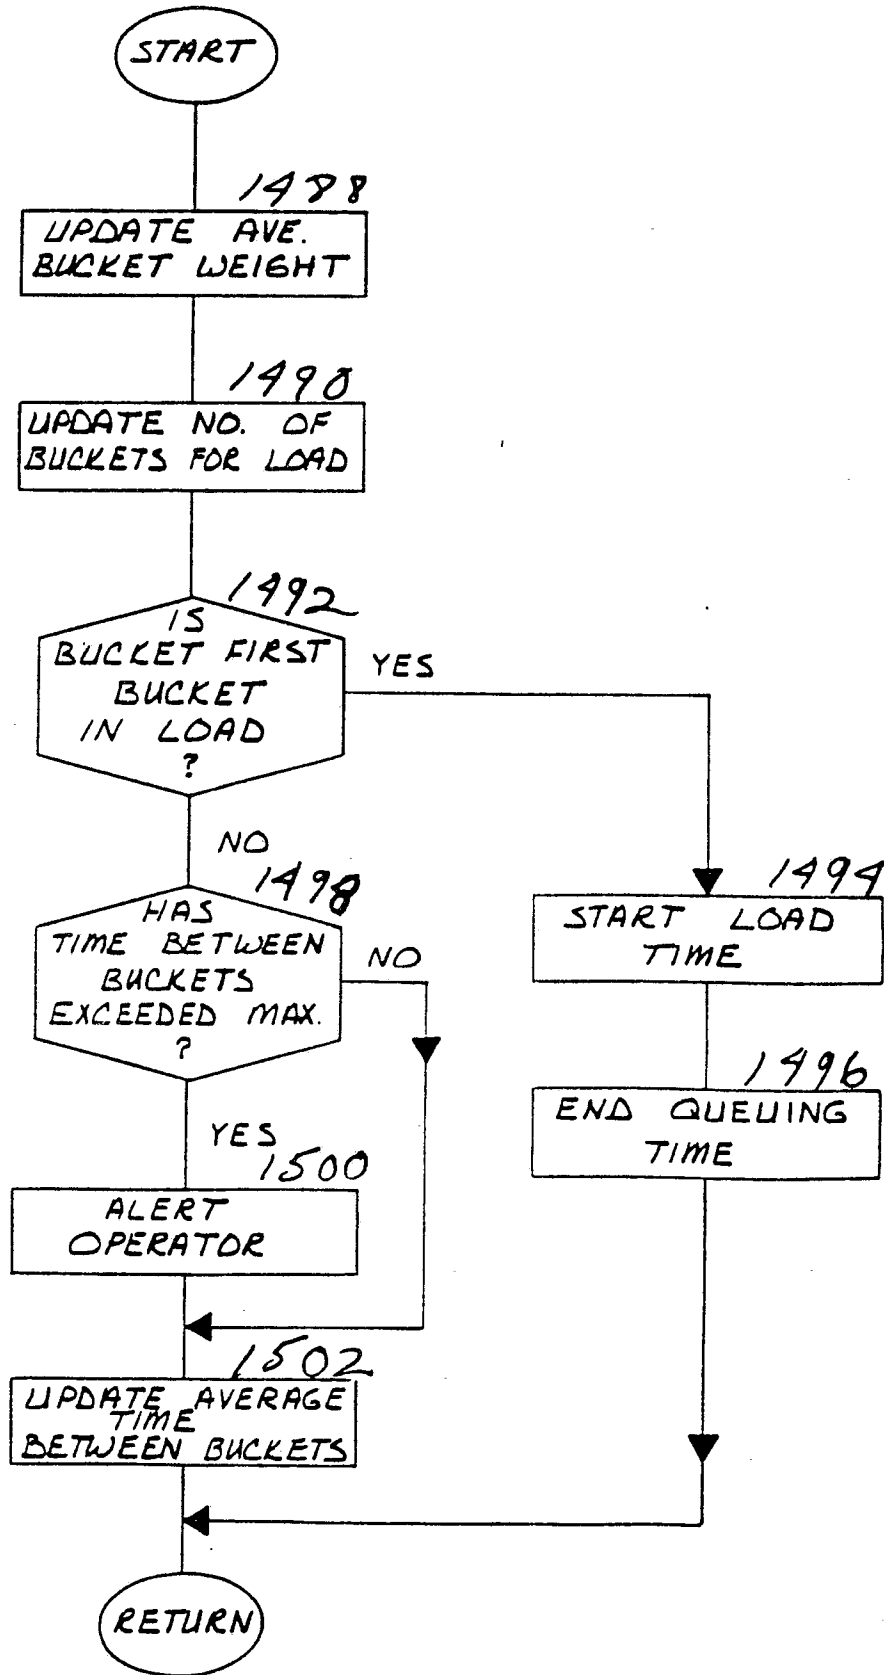 START
1488
UPDATE AVE.
BUCKET WEIGHT
1490
UPDATE NO. OF
BUCKETS FOR LOAD
1492
IS
BUCKET FIRST
BUCKET
IN LOAD
?
YES
NO
1498
HAS
TIME BETWEEN
BUCKETS
EXCEEDED MAX.
?
NO
1494
START LOAD
TIME
1496
END QUEUING
TIME
YES
1500
ALERT
OPERATOR
1502
UPDATE AVERAGE
TIME
BETWEEN BUCKETS
RETURN